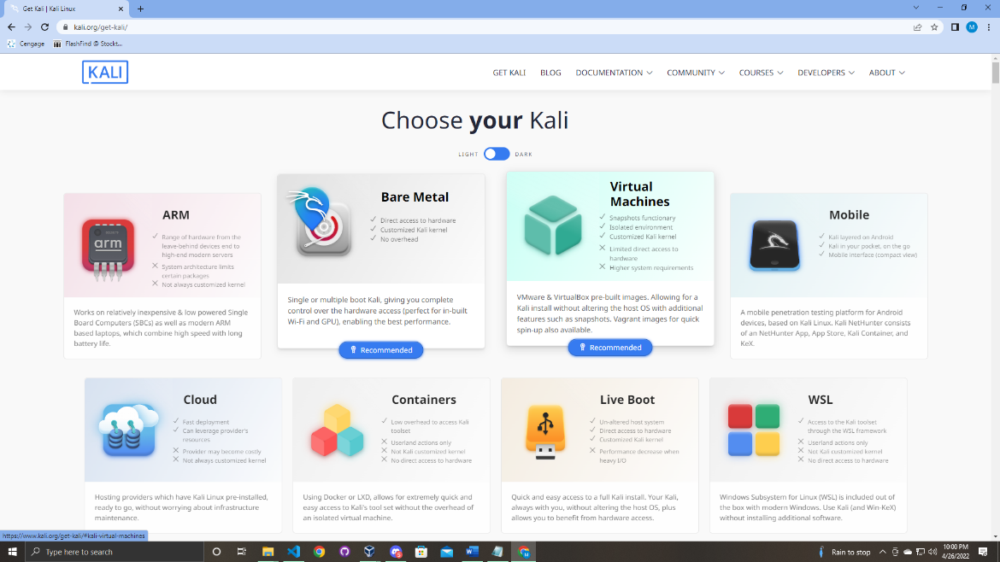 Get Kali | Kali Linux
kali.org/get-kali/
M
Cengage
FlashFind @ Stockt...
KALI
GET KALI
BLOG
DOCUMENTATION
COMMUNITY
COURSES
DEVELOPERS
ABOUT
Choose your Kali
LIGHT
DARK
ARM
arm
Range of hardware from the
leave-behind devices end to
high-end modern servers
System architecture limits
certain packages
Not always customized kernel
Works on relatively inexpensive & low powered Single
Board Computers (SBCs) as well as modern ARM
based laptops, which combine high speed with long
battery life.
Bare Metal
Direct access to hardware
Customized Kali kernel
No overhead
Single or multiple boot Kali, giving you complete
control over the hardware access (perfect for in-built
Wi-Fi and GPU), enabling the best performance.
Recommended
Virtual
Machines
Snapshots functionary
Isolated environment
Customized Kali kernel
Limited direct access to
hardware
Higher system requirements
VMware & VirtualBox pre-built images. Allowing for a
Kali install without altering the host OS with additional
features such as snapshots. Vagrant images for quick
spin-up also available.
Recommended
Mobile
Kali layered on Android
Kali in your pocket, on the go
Mobile interface (compact view)
A mobile penetration testing platform for Android
devices, based on Kali Linux. Kali NetHunter consists
of an NetHunter App, App Store, Kali Container, and
KeX.
Cloud
Fast deployment
Can leverage provider's
resources
Provider may become costly
Not always customized kernel
Hosting providers which have Kali Linux pre-installed,
ready to go, without worrying about infrastructure
maintenance.
Containers
Low overhead to access Kali
toolset
Userland actions only
Not Kali customized kernel
No direct access to hardware
Using Docker or LXD, allows for extremely quick and
easy access to Kali's tool set without the overhead of
an isolated virtual machine.
Live Boot
Un-altered host system
Direct access to hardware
Customized Kali kernel
Performance decrease when
heavy I/O
Quick and easy access to a full Kali install. Your Kali,
always with you, without altering the host OS, plus
allows you to benefit from hardware access.
WSL
Access to the Kali toolset
through the WSL framework
Userland actions only
Not Kali customized kernel
No direct access to hardware
Windows Subsystem for Linux (WSL) is included out of
the box with modern Windows. Use Kali (and Win-KeX)
without installing additional software.
https://www.kali.org/get-kali/#kali-virtual-machines
Type here to search
Rain to stop
10:00 PM
4/26/2022